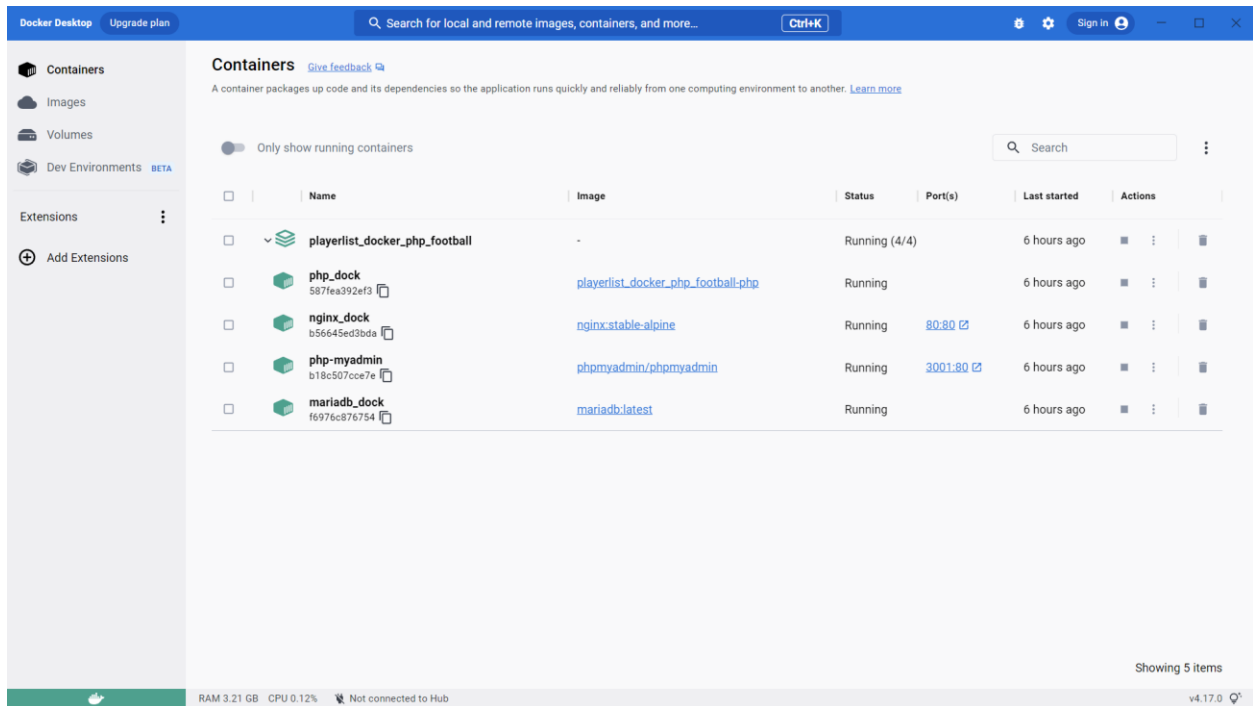 Docker Desktop Upgrade plan Search for local and remote images, containers, and more... Ctrl+K Sign in
Containers
Images
Volumes
Dev Environments BETA
Extensions
Add Extensions
Containers Give feedback
A container packages up code and its dependencies so the application runs quickly and reliably from one computing environment to another. Learn more
Only show running containers Search
Name Image Status Port(s) Last started Actions
playerlist_docker_php_football - Running (4/4) 6 hours ago
php_dock playerlist_docker_php_football-php Running 6 hours ago
587fea392ef3
nginx_dock nginx:stable-alpine Running 80:80 6 hours ago
b56645ed3bda
php-myadmin phpmyadmin/phpmyadmin Running 3001:80 6 hours ago
b18c507cce7e
mariadb_dock mariadb:latest Running 6 hours ago
f6976c876754
Showing 5 items
RAM 3.21 GB CPU 0.12% Not connected to Hub v4.17.0